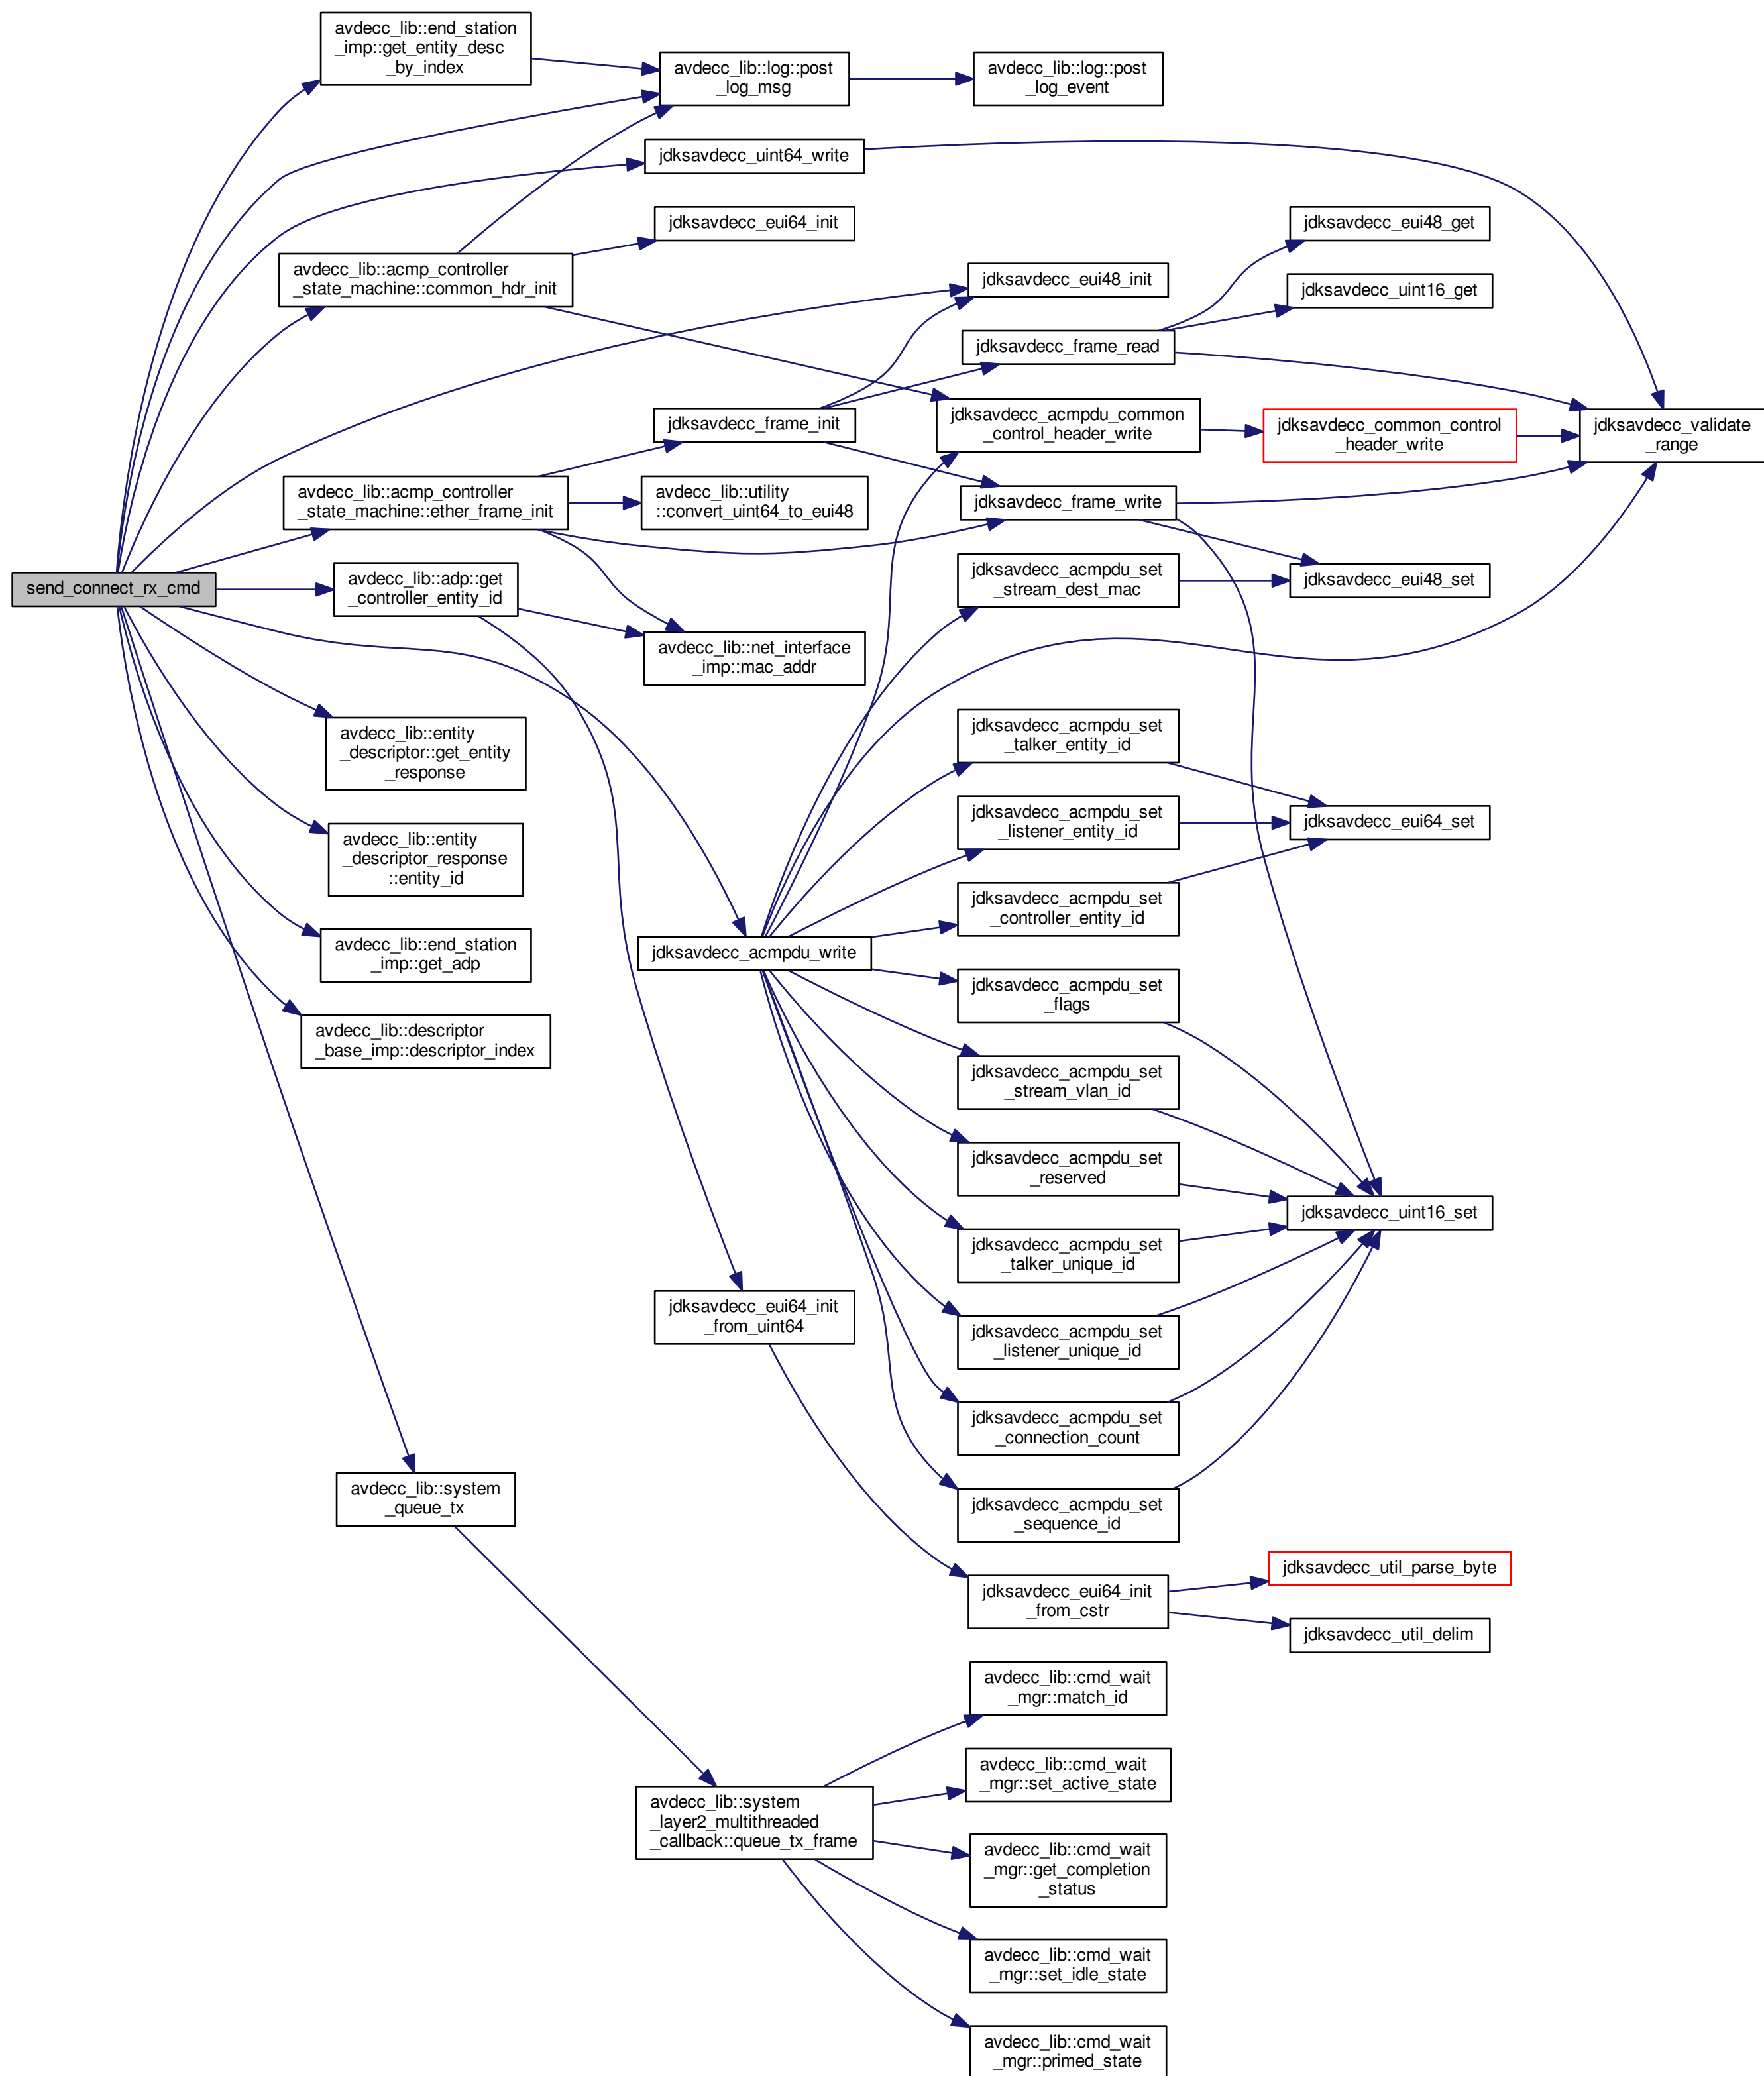 avdecc_lib::end_station
_imp::get_entity_desc
_by_index
avdecc_lib::log::post
_log_msg
avdecc_lib::log::post
_log_event
jdksavdecc_uint64_write
jdksavdecc_eui64_init
jdksavdecc_eui48_get
avdecc_lib::acmp_controller
_state_machine::common_hdr_init
jdksavdecc_eui48_init
jdksavdecc_uint16_get
jdksavdecc_frame_read
jdksavdecc_frame_init
jdksavdecc_acmpdu_common
_control_header_write
jdksavdecc_common_control
_header_write
jdksavdecc_validate
_range
avdecc_lib::acmp_controller
_state_machine::ether_frame_init
avdecc_lib::utility
::convert_uint64_to_eui48
jdksavdecc_frame_write
send_connect_rx_cmd
avdecc_lib::adp::get
_controller_entity_id
jdksavdecc_acmpdu_set
_stream_dest_mac
jdksavdecc_eui48_set
avdecc_lib::net_interface
_imp::mac_addr
avdecc_lib::entity
_descriptor::get_entity
_response
jdksavdecc_acmpdu_set
_talker_entity_id
avdecc_lib::entity
_descriptor_response
::entity_id
jdksavdecc_acmpdu_set
_listener_entity_id
jdksavdecc_eui64_set
jdksavdecc_acmpdu_set
_controller_entity_id
avdecc_lib::end_station
_imp::get_adp
jdksavdecc_acmpdu_write
jdksavdecc_acmpdu_set
_flags
avdecc_lib::descriptor
_base_imp::descriptor_index
jdksavdecc_acmpdu_set
_stream_vlan_id
jdksavdecc_acmpdu_set
_reserved
jdksavdecc_uint16_set
jdksavdecc_acmpdu_set
_talker_unique_id
jdksavdecc_eui64_init
_from_uint64
jdksavdecc_acmpdu_set
_listener_unique_id
jdksavdecc_acmpdu_set
_connection_count
avdecc_lib::system
_queue_tx
jdksavdecc_acmpdu_set
_sequence_id
jdksavdecc_eui64_init
_from_cstr
jdksavdecc_util_parse_byte
jdksavdecc_util_delim
avdecc_lib::cmd_wait
_mgr::match_id
avdecc_lib::cmd_wait
_mgr::set_active_state
avdecc_lib::system
_layer2_multithreaded
_callback::queue_tx_frame
avdecc_lib::cmd_wait
_mgr::get_completion
_status
avdecc_lib::cmd_wait
_mgr::set_idle_state
avdecc_lib::cmd_wait
_mgr::primed_state